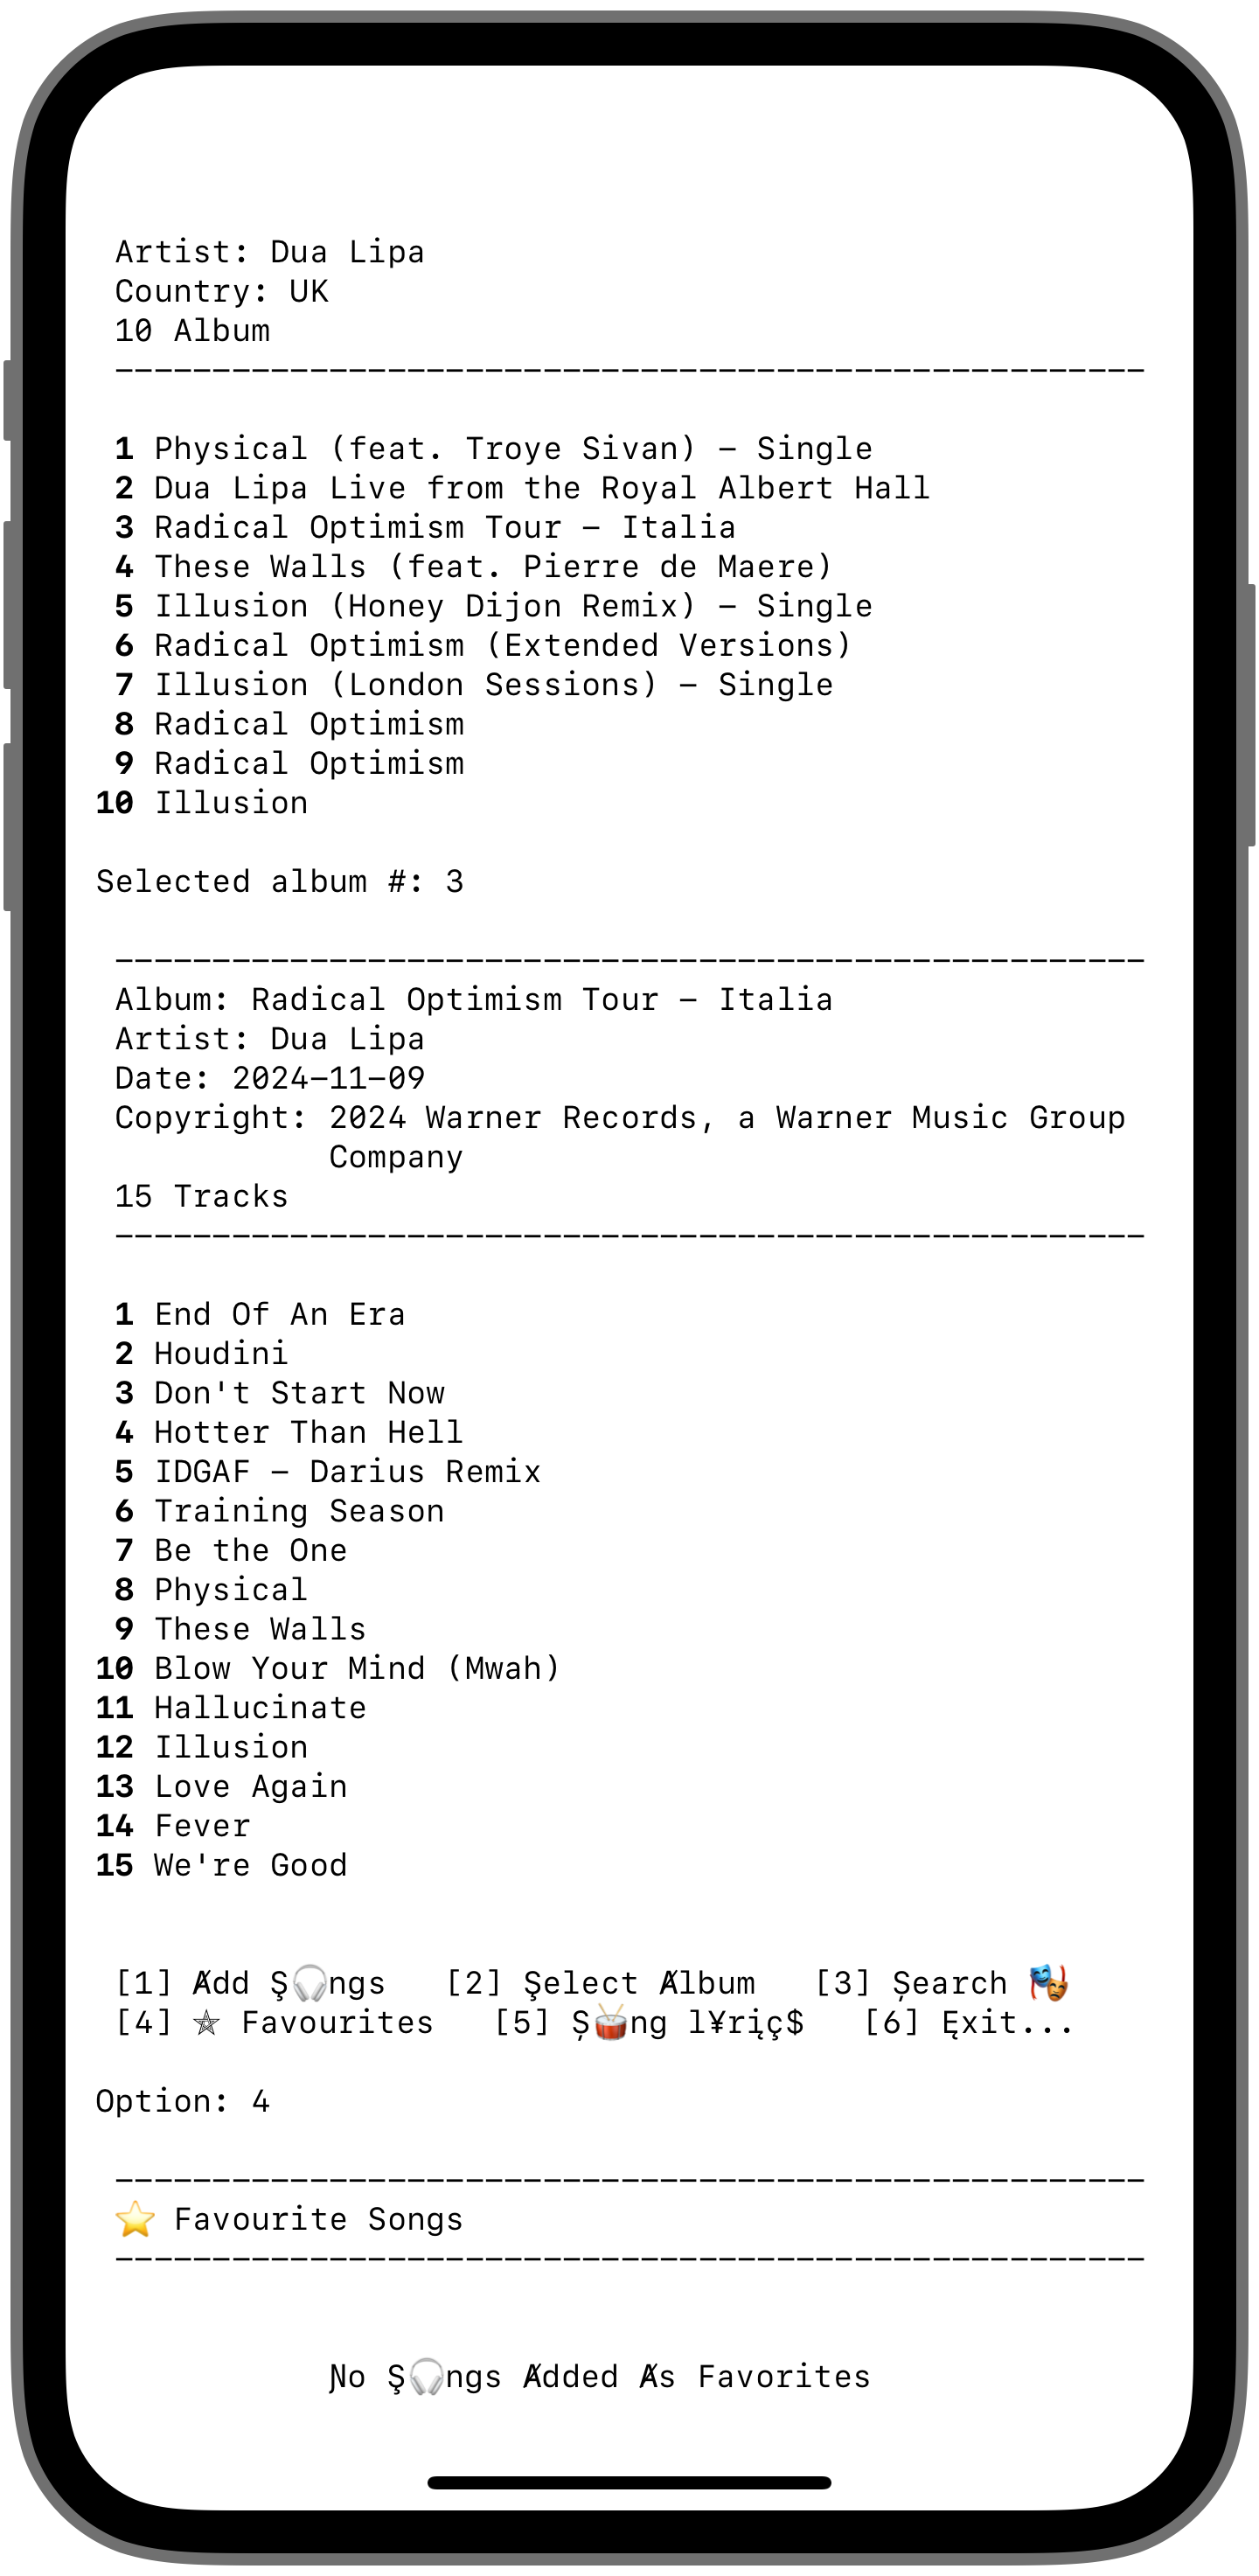 Artist: Dua Lipa
Country: UK
10 Album
-----------------------------------------------------
1 Physical (feat. Troye Sivan) - Single
2 Dua Lipa Live from the Royal Albert Hall
3 Radical Optimism Tour - Italia
4 These Walls (feat. Pierre de Maere)
5 Illusion (Honey Dijon Remix) - Single
6 Radical Optimism (Extended Versions)
7 Illusion (London Sessions) - Single
8 Radical Optimism
9 Radical Optimism
10 Illusion
Selected album #: 3
-----------------------------------------------------
Album: Radical Optimism Tour - Italia
Artist: Dua Lipa
Date: 2024-11-09
Copyright: 2024 Warner Records, a Warner Music Group
Company
15 Tracks
-----------------------------------------------------
1 End Of An Era
2 Houdini
3 Don't Start Now
4 Hotter Than Hell
5 IDGAF - Darius Remix
6 Training Season
7 Be the One
8 Physical
9 These Walls
10 Blow Your Mind (Mwah)
11 Hallucinate
12 Illusion
13 Love Again
14 Fever
15 We're Good
[1] Ⱥdd Ş🎧ngs [2] Şelect Ⱥlbum [3] Șearch 🎭
[4] ⛤ Favourites [5] Ș🥁ng l¥rįç$ [6] Ęxit...
Option: 4
-----------------------------------------------------
⭐ Favourite Songs
-----------------------------------------------------
Ɲo Ş🎧ngs Ⱥdded Ⱥs Favorites